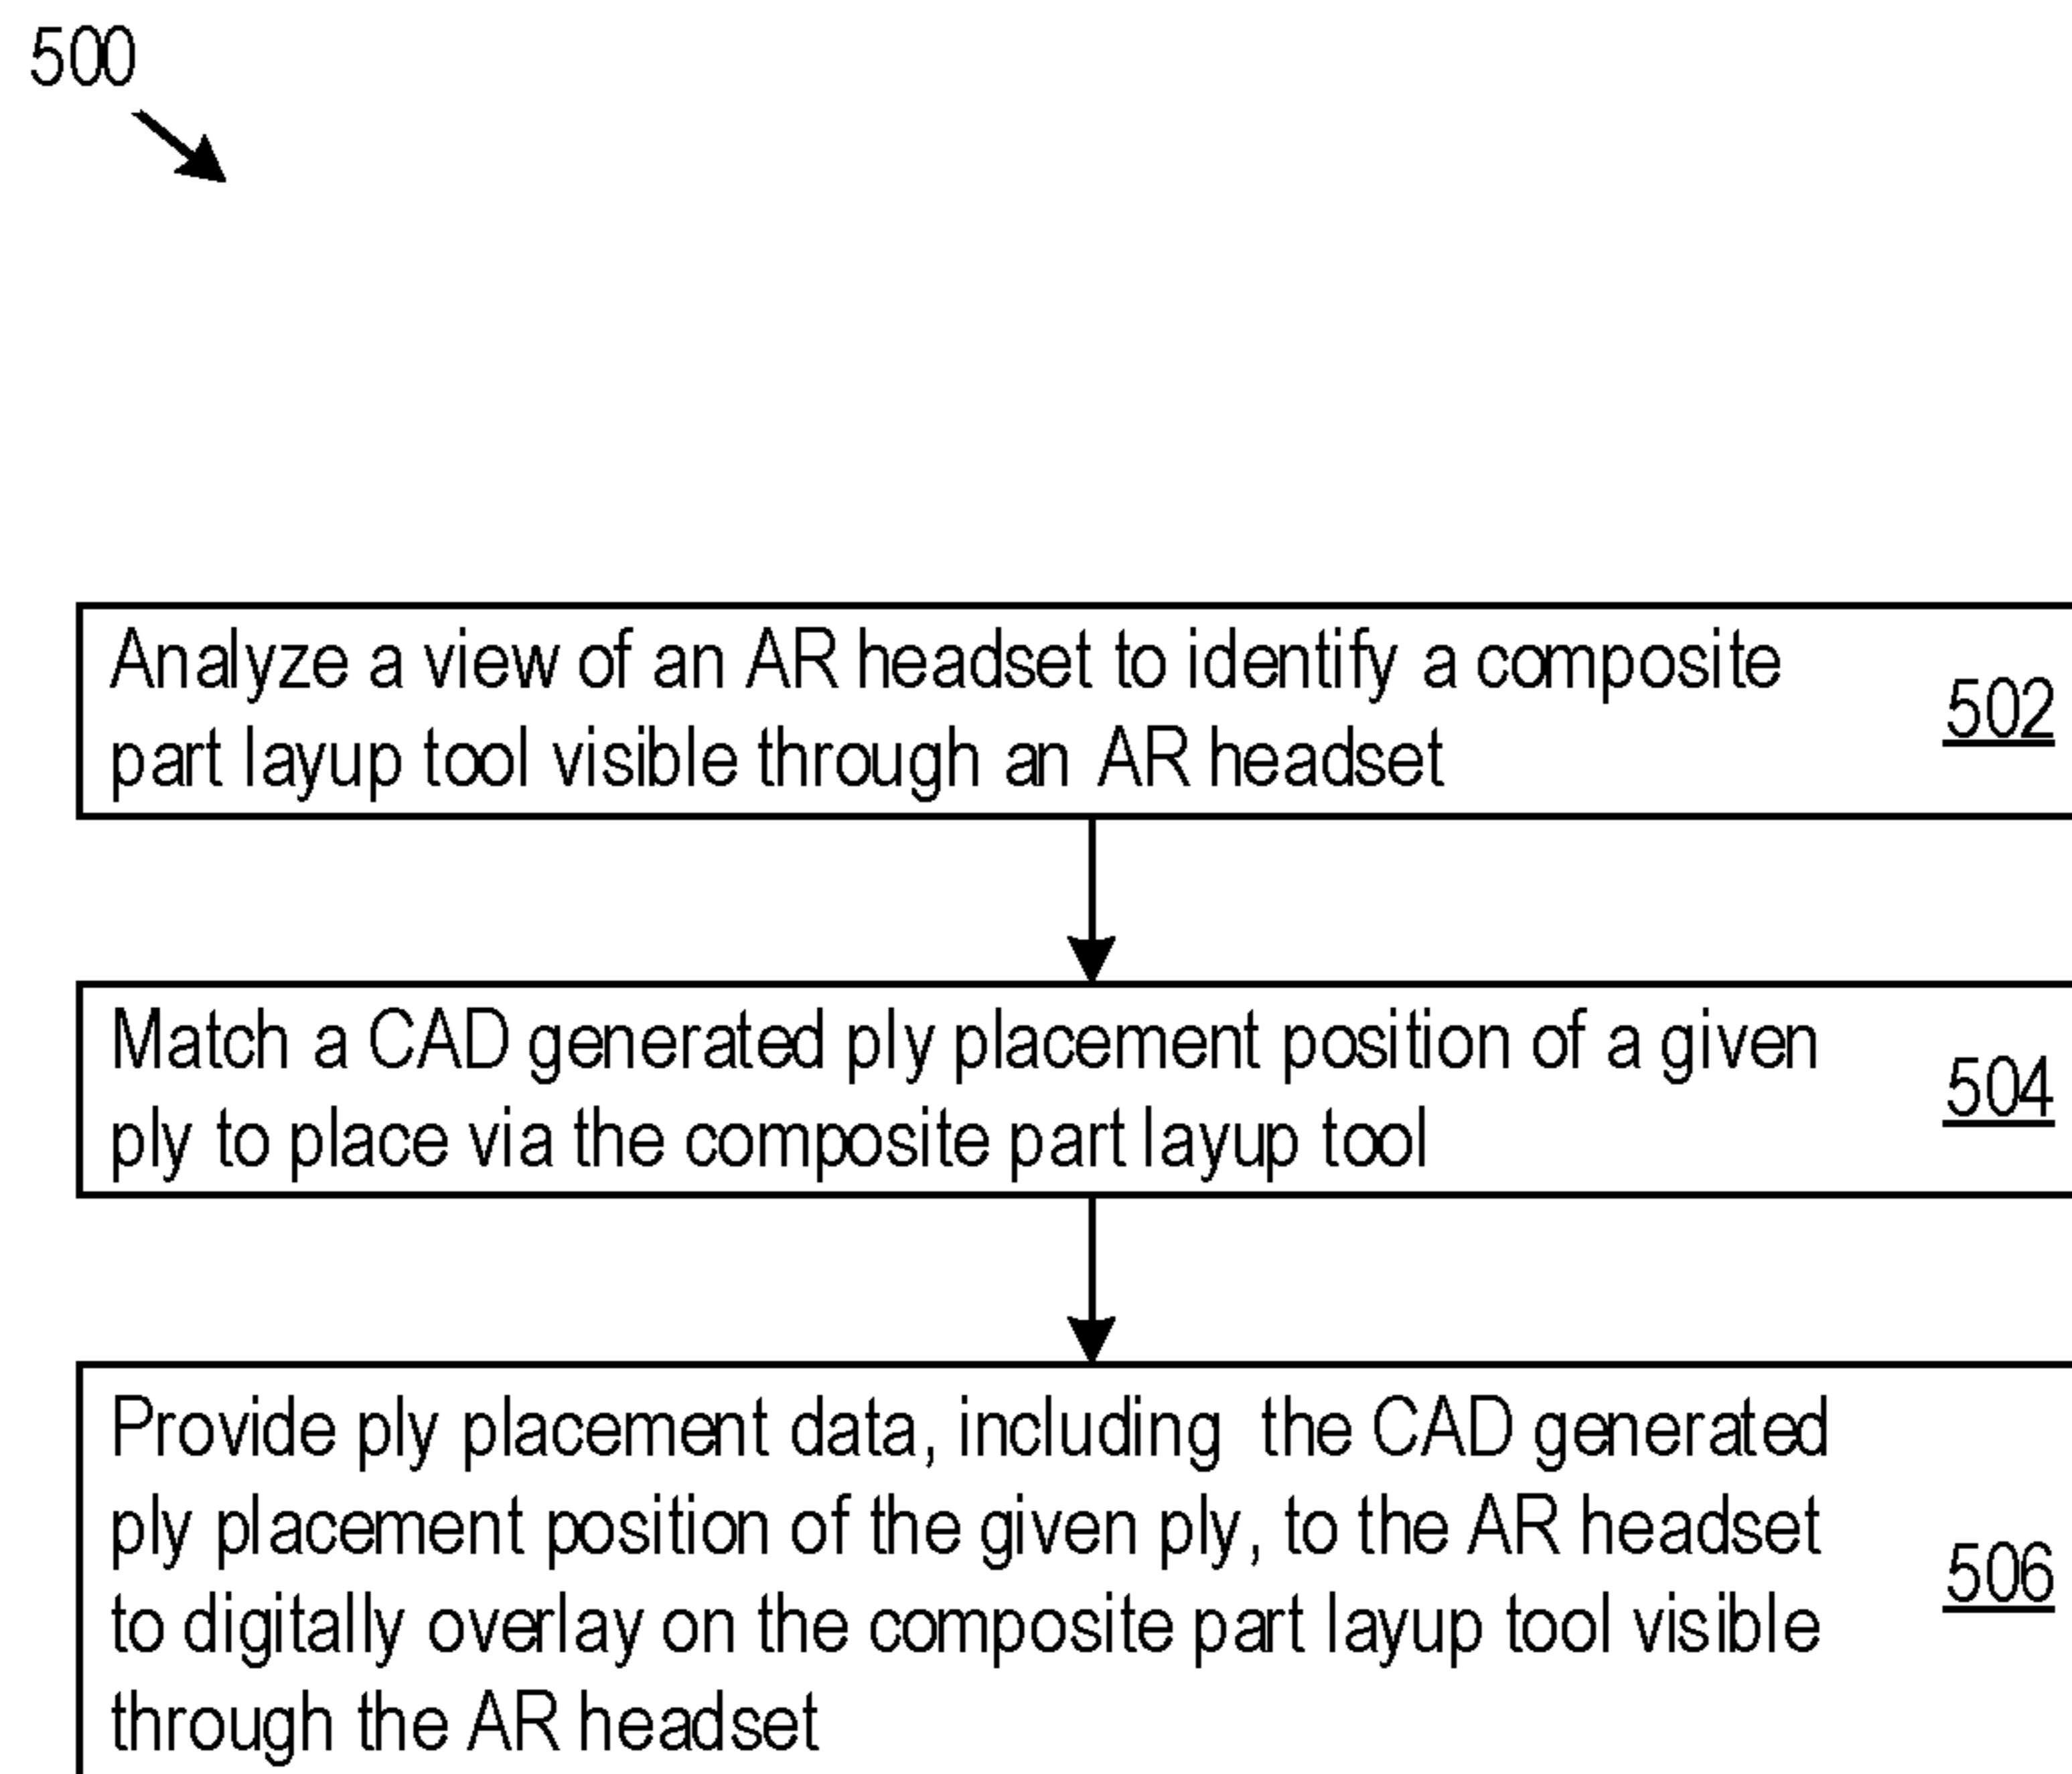 500
Analyze a view of an AR headset to identify a composite
part layup tool visible through an AR headset
502
Match a CAD generated ply placement position of a given
ply to place via the composite part layup tool
504
Provide ply placement data, including the CAD generated
ply placement position of the given ply, to the AR headset
to digitally overlay on the composite part layup tool visible
through the AR headset
506